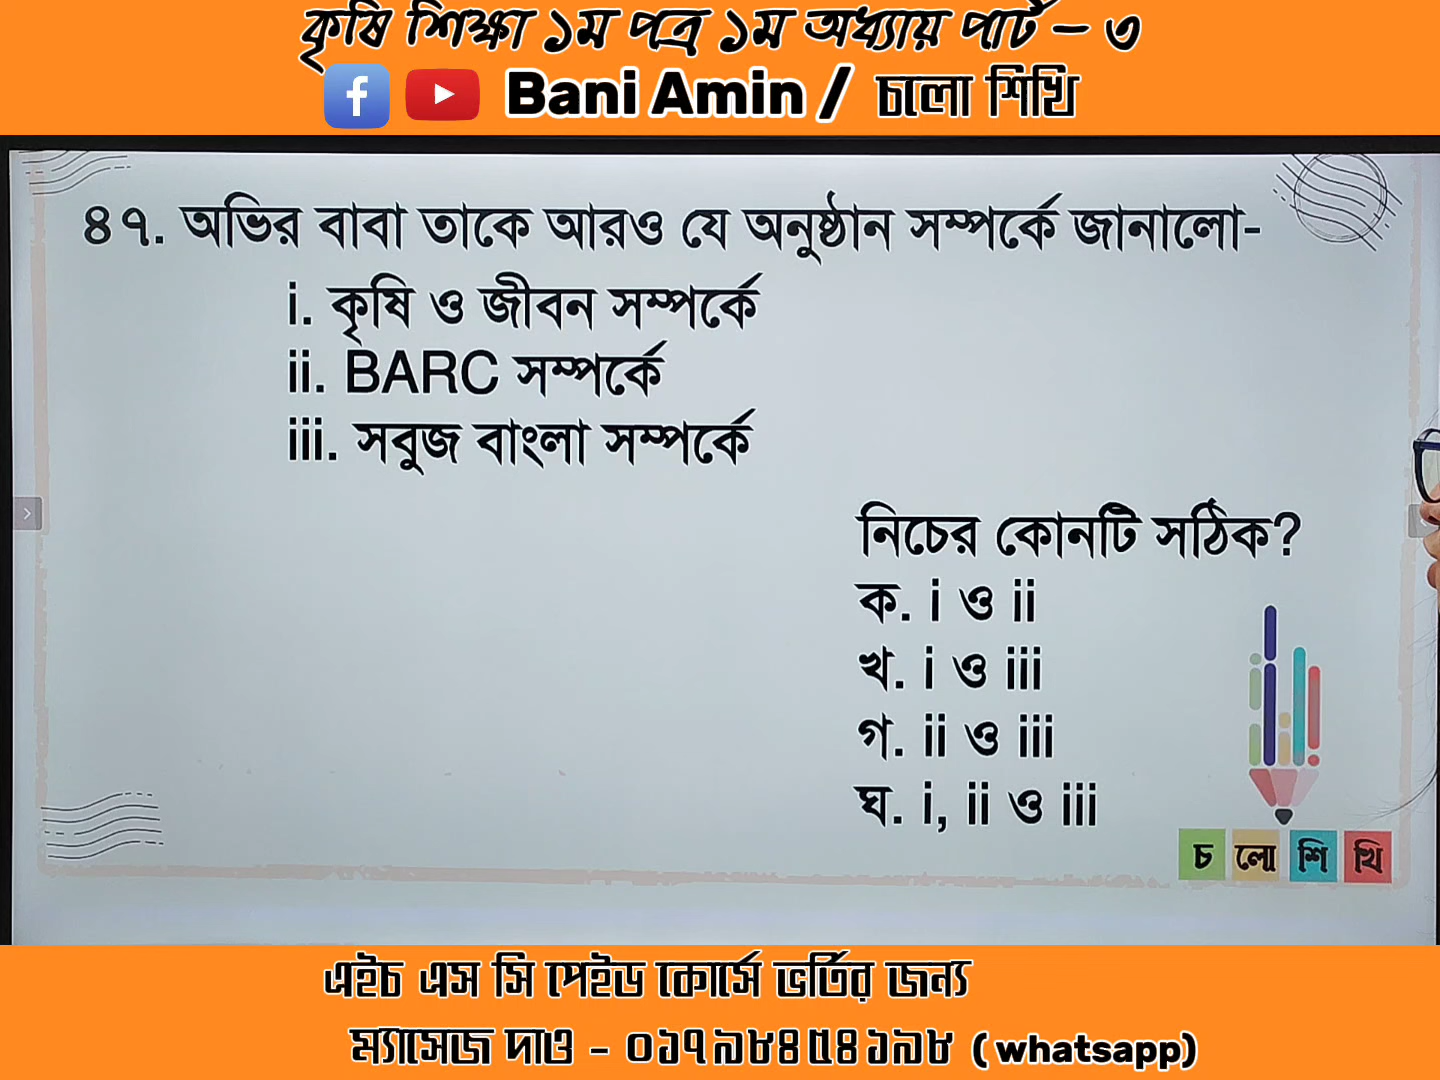 কৃষি শিক্ষা ১ম পত্র ১ম অধ্যায় পার্ট – ৩
Bani Amin / চলো শিখি
৪৭. অভির বাবা তাকে আরও যে অনুষ্ঠান সম্পর্কে জানালো-
i. কৃষি ও জীবন সম্পর্কে
ii. BARC সম্পর্কে
iii. সবুজ বাংলা সম্পর্কে
নিচের কোনটি সঠিক?
ক. i ও ii
খ. i ও iii
গ. ii ও iii
ঘ. i, ii ও iii
চ লো শি খি
এইচ এস সি পেইড কোর্সে ভর্তির জন্য
ম্যাসেজ দাও - ০১৭৯৮৪৫৪১৯৮ ( whatsapp)